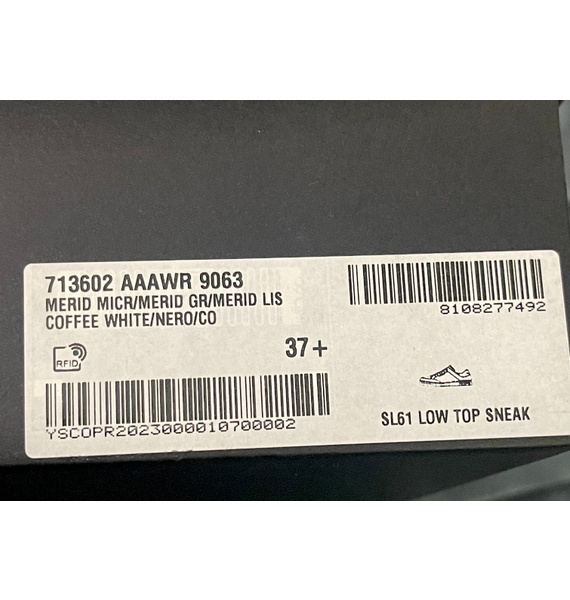 713602 AAAWR 9063
MERID MICR/MERID GR/MERID LIS
COFFEE WHITE/NERO/CO
8108277492
37+
RFID
YSCOPR2023000010700002
SL61 LOW TOP SNEAK